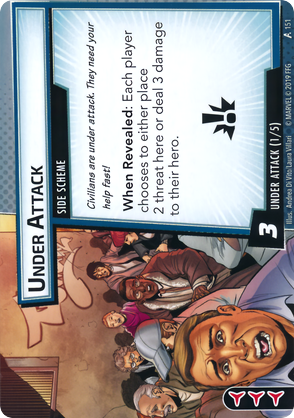 UNDER ATTACK
SIDE SCHEME
Civilians are under attack. They need your
help fast!
When Revealed: Each player
chooses to either place
2 threat here or deal 3 damage
to their hero.
3
UNDER ATTACK (1/5)
Illus. Andrea Di Vito/Laura Villari
© MARVEL © 2019 FFG
151